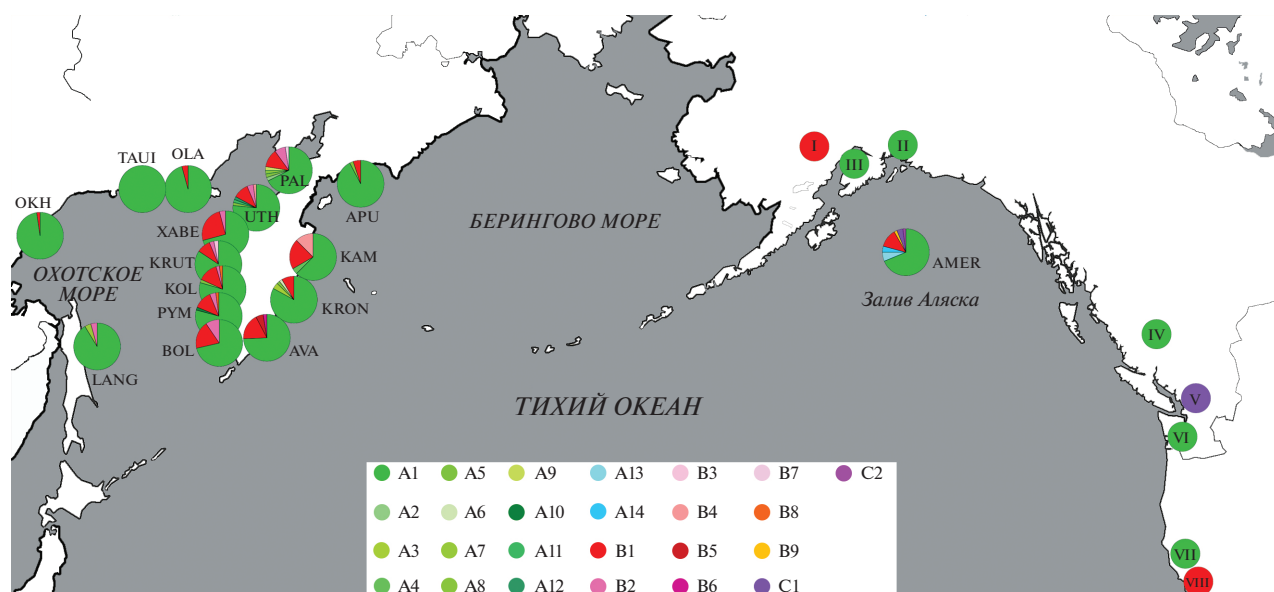 TAUI
OLA
PAL
OKH
UTH
APU
XABE
KRUT
KAM
ОХОТСКОЕ
МОРЕ
KOL
KRON
PYM
BOL
AVA
LANG
БЕРИНГОВО МОРЕ
I
II
III
AMER
Залив Аляска
IV
V
VI
VII
VIII
ТИХИЙ ОКЕАН
A1 A5 A9 A13 B3 B7 C2
A2 A6 A10 A14 B4 B8
A3 A7 A11 B1 B5 B9
A4 A8 A12 B2 B6 C1